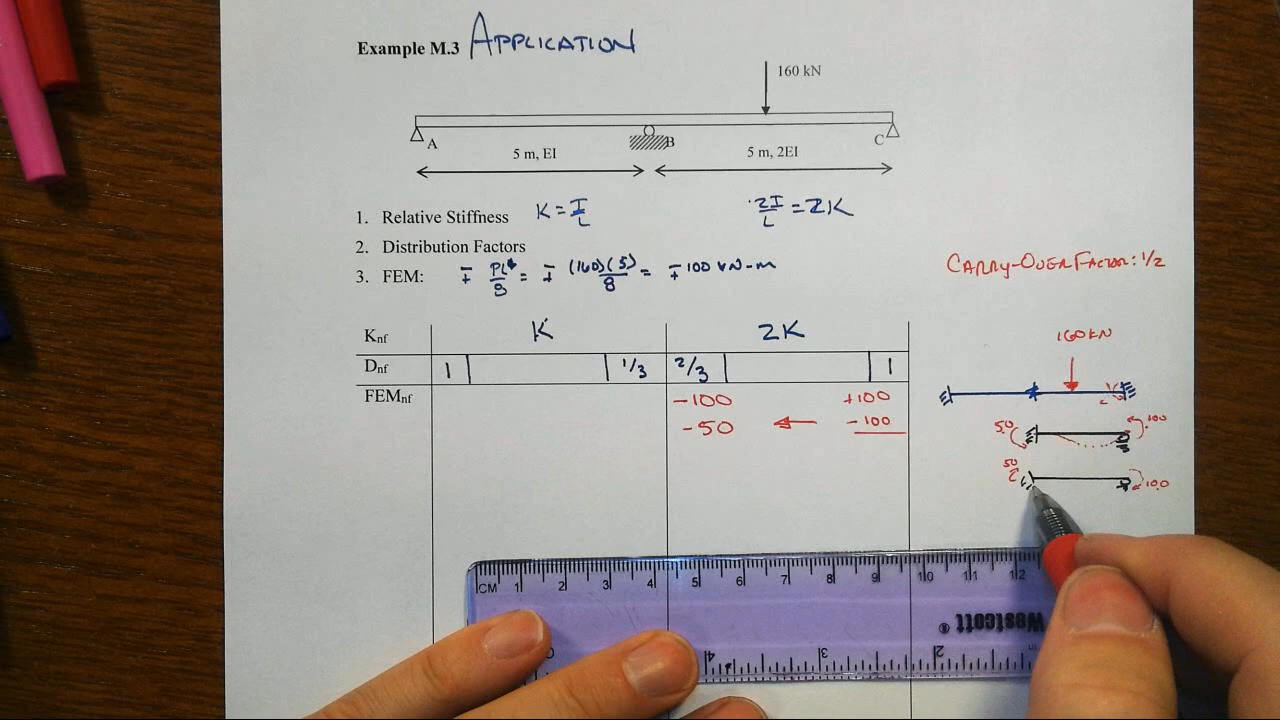 Example M.3 APPLICATION
160 kN
A B C
5 m, EI 5 m, 2EI
1. Relative Stiffness K = I/L 2I/L = 2K
2. Distribution Factors
3. FEM: ∓ PL/8 = ∓ (160)(5)/8 = ∓100 kN-m
CARRY-OVER FACTOR: 1/2
Knf K 2K
160 kN
Dnf 1 1/3 2/3 1
FEMnf -100 +100
-50 ← -100
50 100
50 100
CM 1 2 3 4 5 6 7 8 9 10 11 12
Westcott ®
4 3 2